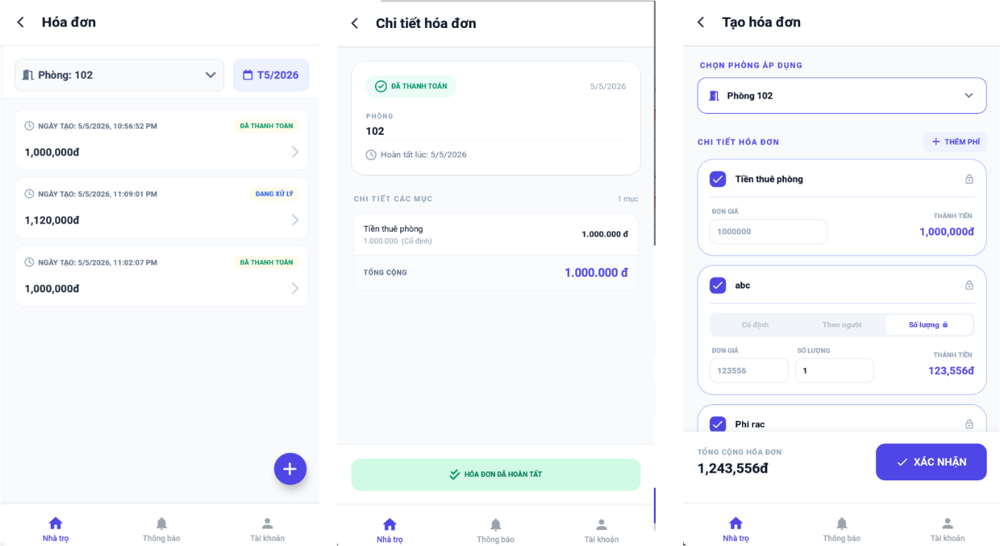 Hóa đơn
Phòng: 102
T5/2026
NGÀY TẠO: 5/5/2026, 10:56:52 PM
ĐÃ THANH TOÁN
1,000,000đ
NGÀY TẠO: 5/5/2026, 11:09:01 PM
ĐANG XỬ LÝ
1,120,000đ
NGÀY TẠO: 5/5/2026, 11:02:07 PM
ĐÃ THANH TOÁN
1,000,000đ
Nhà trọ
Thông báo
Tài khoản
Chi tiết hóa đơn
ĐÃ THANH TOÁN
5/5/2026
PHÒNG
102
Hoàn tất lúc: 5/5/2026
CHI TIẾT CÁC MỤC
1 mục
Tiền thuê phòng
1.000.000 đ
1.000.000 (Cố định)
TỔNG CỘNG
1.000.000 đ
HÓA ĐƠN ĐÃ HOÀN TẤT
Nhà trọ
Thông báo
Tài khoản
Tạo hóa đơn
CHỌN PHÒNG ÁP DỤNG
Phòng 102
CHI TIẾT HÓA ĐƠN
THÊM PHÍ
Tiền thuê phòng
ĐƠN GIÁ
THÀNH TIỀN
1000000
1,000,000đ
abc
Cố định
Theo người
Số lượng
ĐƠN GIÁ
SỐ LƯỢNG
THÀNH TIỀN
123556
1
123,556đ
Phi rac
TỔNG CỘNG HÓA ĐƠN
1,243,556đ
XÁC NHẬN
Nhà trọ
Thông báo
Tài khoản